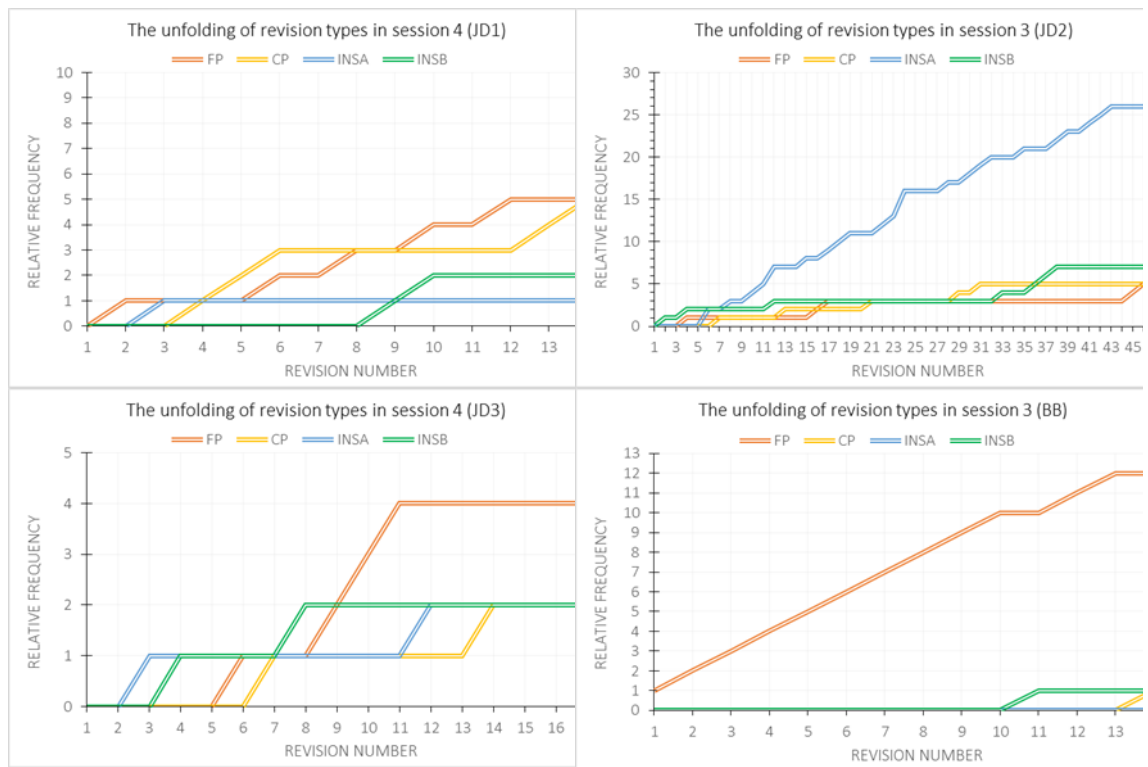 The unfolding of revision types in session 4 (JD1)
FP CP INSA INSB
10
9
8
7
6
5
4
3
2
1
0
RELATIVE FREQUENCY
1 2 3 4 5 6 7 8 9 10 11 12 13
REVISION NUMBER
The unfolding of revision types in session 3 (JD2)
FP CP INSA INSB
30
25
20
15
10
5
0
RELATIVE FREQUENCY
1 3 5 7 9 11 13 15 17 19 21 23 25 27 29 31 33 35 37 39 41 43 45
REVISION NUMBER
The unfolding of revision types in session 4 (JD3)
FP CP INSA INSB
5
4
3
2
1
0
RELATIVE FREQUENCY
1 2 3 4 5 6 7 8 9 10 11 12 13 14 15 16
REVISION NUMBER
The unfolding of revision types in session 3 (BB)
FP CP INSA INSB
13
12
11
10
9
8
7
6
5
4
3
2
1
0
RELATIVE FREQUENCY
1 2 3 4 5 6 7 8 9 10 11 12 13
REVISION NUMBER